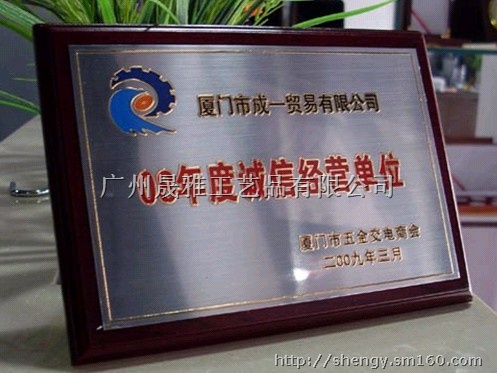 厦门市成一贸易有限公司
08年度诚信经营单位
广州晟雅工艺品有限公司
厦门市五金交电商会
二00九年三月
http://shengy.sm160.com